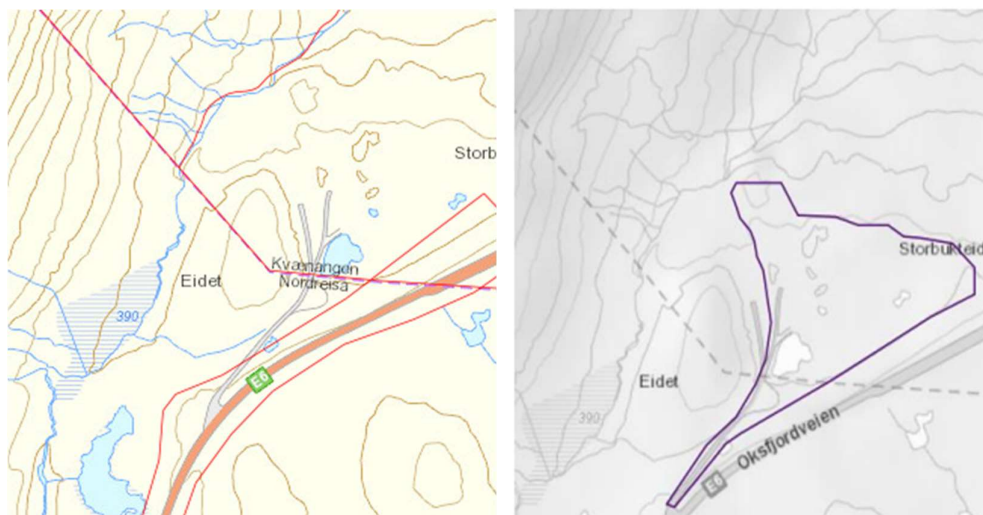 Storb
Kvænangen
Nordreisa
Eidet
390
E6
Storbukteid
Eidet
390
Oksfjordveien
E6